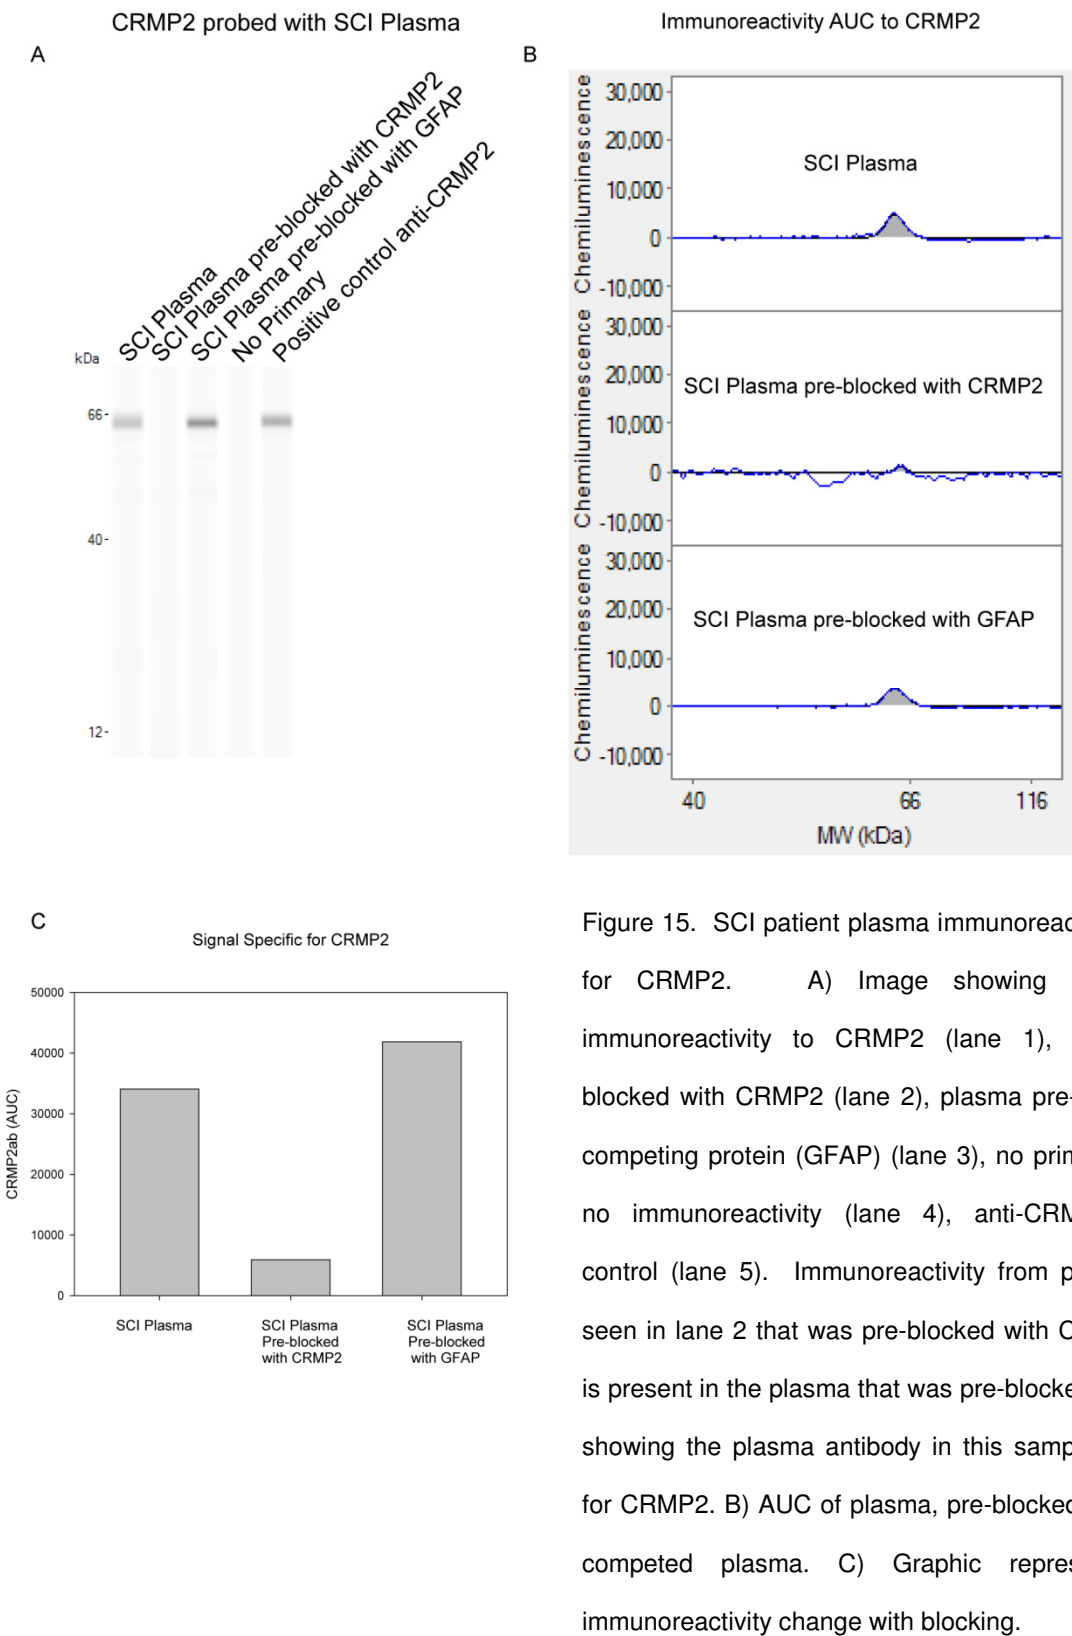 CRMP2 probed with SCI Plasma
A
SCI Plasma
SCI Plasma pre-blocked with CRMP2
SCI Plasma pre-blocked with GFAP
No Primary
Positive control anti-CRMP2
kDa
66-
40-
12-
Immunoreactivity AUC to CRMP2
B
Chemiluminescence
30,000
20,000
10,000
0
-10,000
SCI Plasma
Chemiluminescence
30,000
20,000
10,000
0
-10,000
SCI Plasma pre-blocked with CRMP2
Chemiluminescence
30,000
20,000
10,000
0
-10,000
SCI Plasma pre-blocked with GFAP
40
66
116
MW (kDa)
C
Signal Specific for CRMP2
CRMP2ab (AUC)
50000
40000
30000
20000
10000
0
SCI Plasma
SCI Plasma
Pre-blocked
with CRMP2
SCI Plasma
Pre-blocked
with GFAP
Figure 15. SCI patient plasma immunoreac
for CRMP2. A) Image showing
immunoreactivity to CRMP2 (lane 1),
blocked with CRMP2 (lane 2), plasma pre-
competing protein (GFAP) (lane 3), no prim
no immunoreactivity (lane 4), anti-CRM
control (lane 5). Immunoreactivity from p
seen in lane 2 that was pre-blocked with C
is present in the plasma that was pre-blocke
showing the plasma antibody in this samp
for CRMP2. B) AUC of plasma, pre-blocked
competed plasma. C) Graphic repres
immunoreactivity change with blocking.